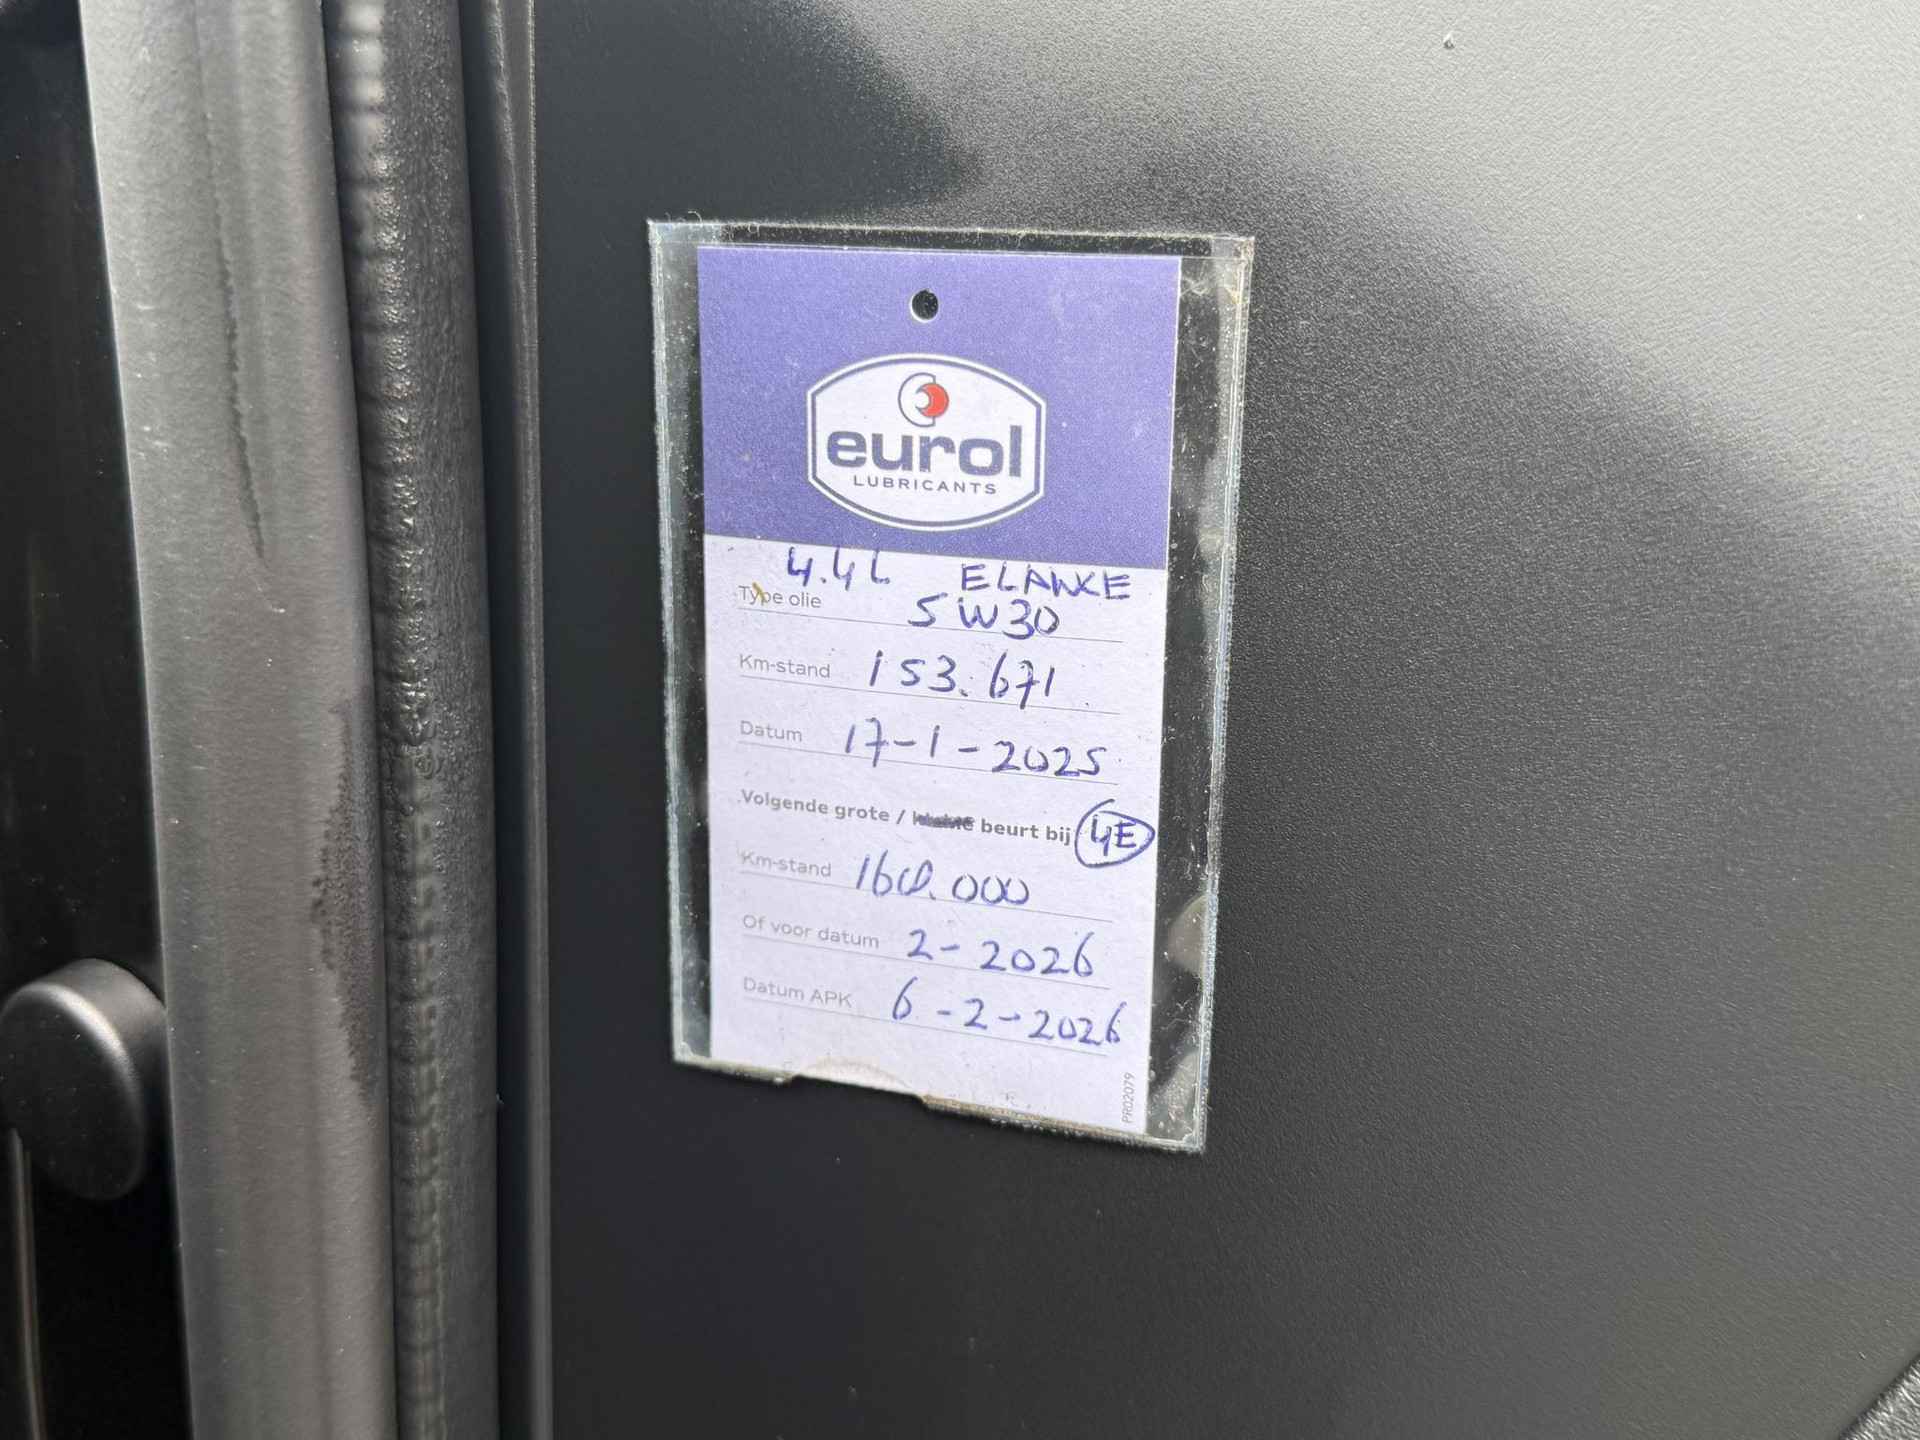 eurol
LUBRICANTS
4.4L ELANCE
Type olie 5W30
Km-stand 153.671
Datum 17-1-2025
Volgende grote / beurt bij
Km-stand 160.000
Of voor datum 2-2026
Datum APK 6-2-2026
PR02079